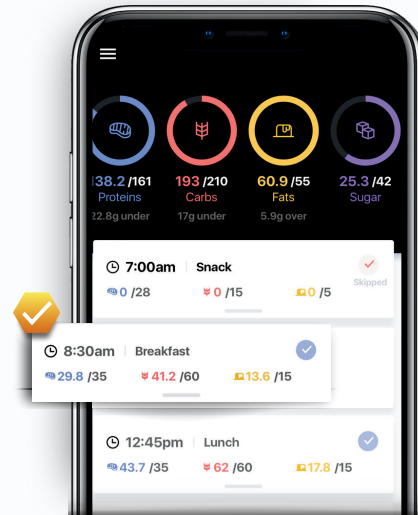 138.2 /161
193 /210
60.9 /55
25.3 /42
Proteins
Carbs
Fats
Sugar
22.8g under
17g under
5.9g over
7:00am Snack
Skipped
0 /28
0 /15
0 /5
8:30am Breakfast
29.8 /35
41.2 /60
13.6 /15
12:45pm Lunch
43.7 /35
62 /60
17.8 /15